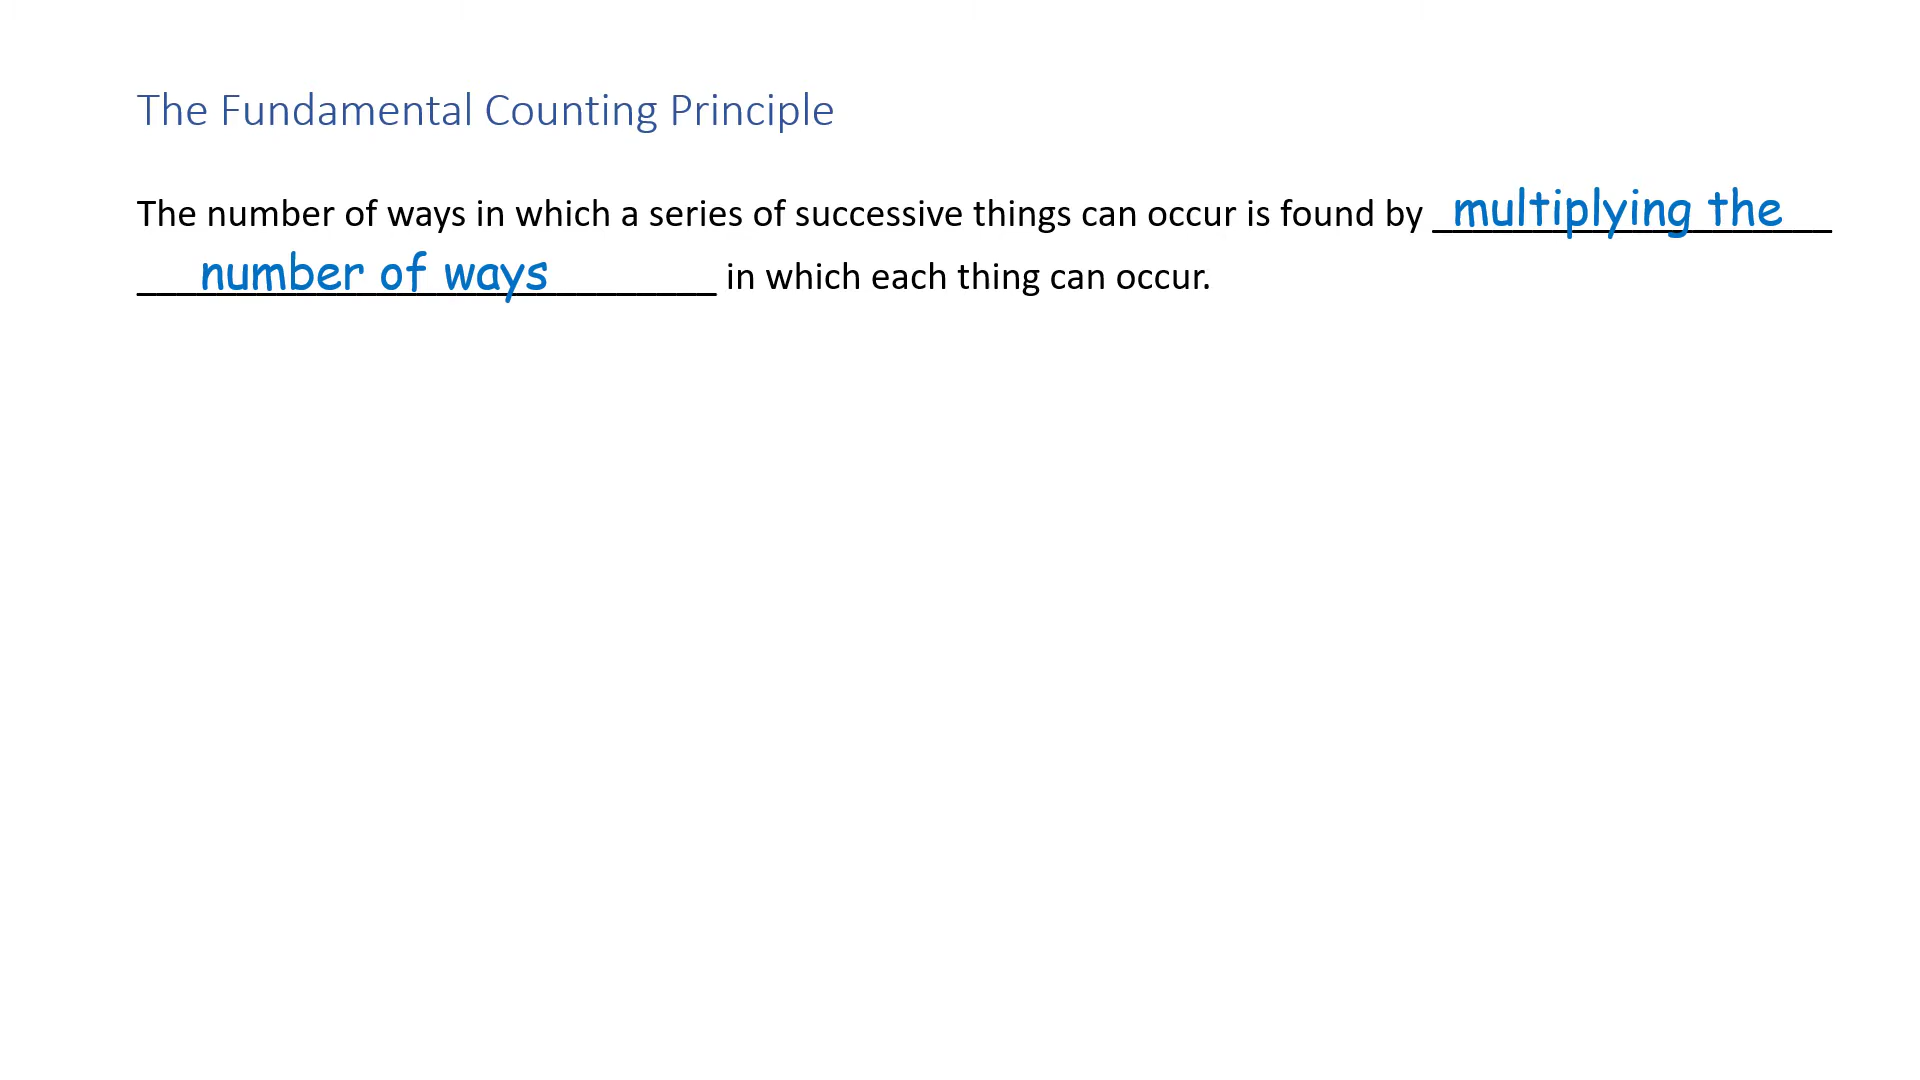 The Fundamental Counting Principle
The number of ways in which a series of successive things can occur is found by multiplying the
number of ways in which each thing can occur.